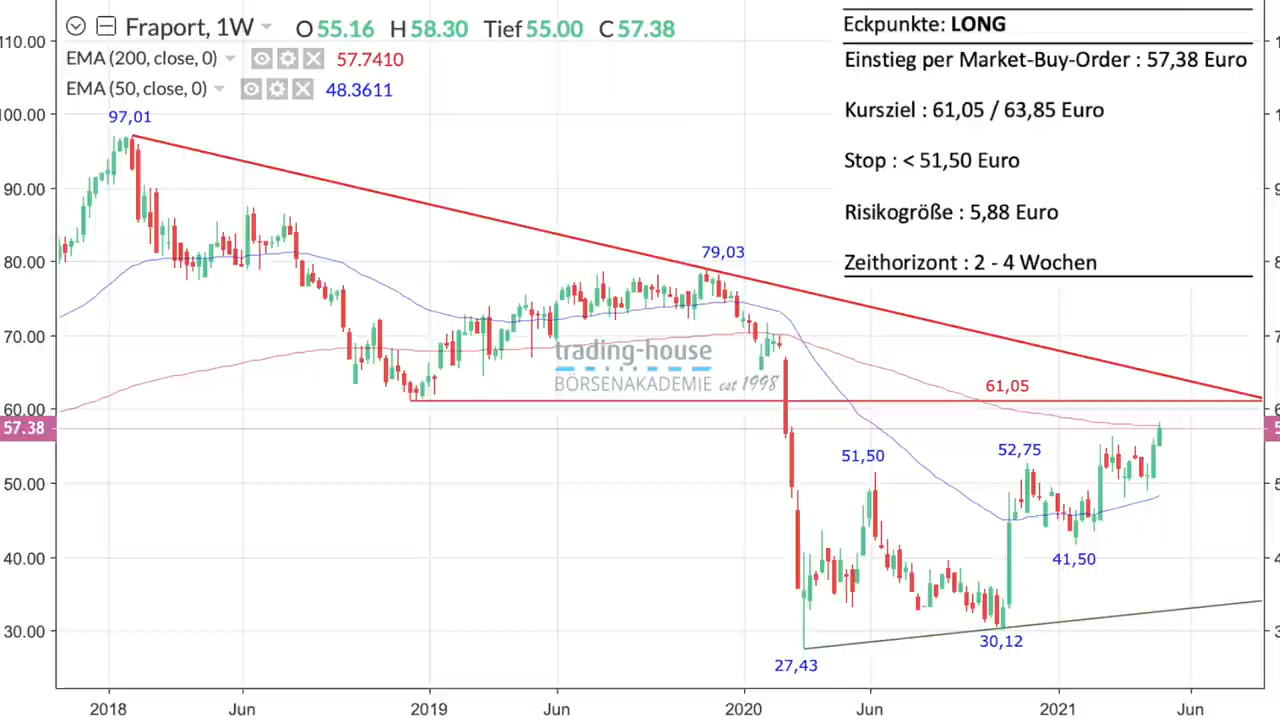 Fraport, 1W O 55.16 H 58.30 Tief 55.00 C 57.38
EMA (200, close, 0) 57.7410
EMA (50, close, 0) 48.3611
Eckpunkte: LONG
Einstieg per Market-Buy-Order : 57,38 Euro
Kursziel : 61,05 / 63,85 Euro
Stop : < 51,50 Euro
Risikogröße : 5,88 Euro
Zeithorizont : 2 - 4 Wochen
110.00
100.00
90.00
80.00
70.00
60.00
57.38
50.00
40.00
30.00
97,01
79,03
61,05
51,50
52,75
41,50
30,12
27,43
trading-house
BÖRSENAKADEMIE est 1998
2018 Jun 2019 Jun 2020 Jun 2021 Jun